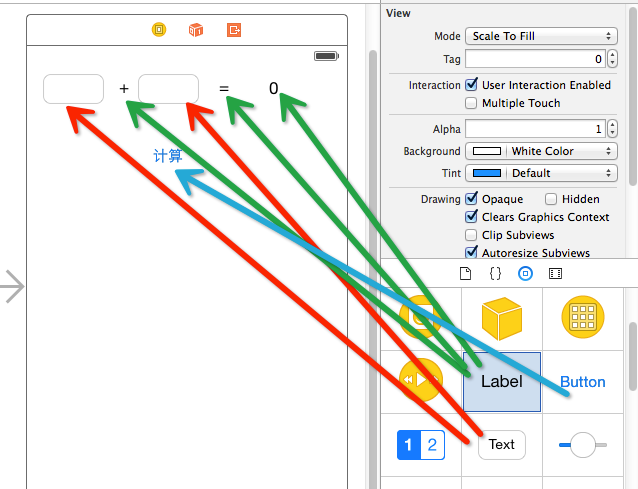 + = 0
计算
View
Mode Scale To Fill
Tag 0
Interaction User Interaction Enabled
Multiple Touch
Alpha 1
Background White Color
Tint Default
Drawing Opaque Hidden
Clears Graphics Context
Clip Subviews
Autoresize Subviews
{}
Label Button
1 2 Text